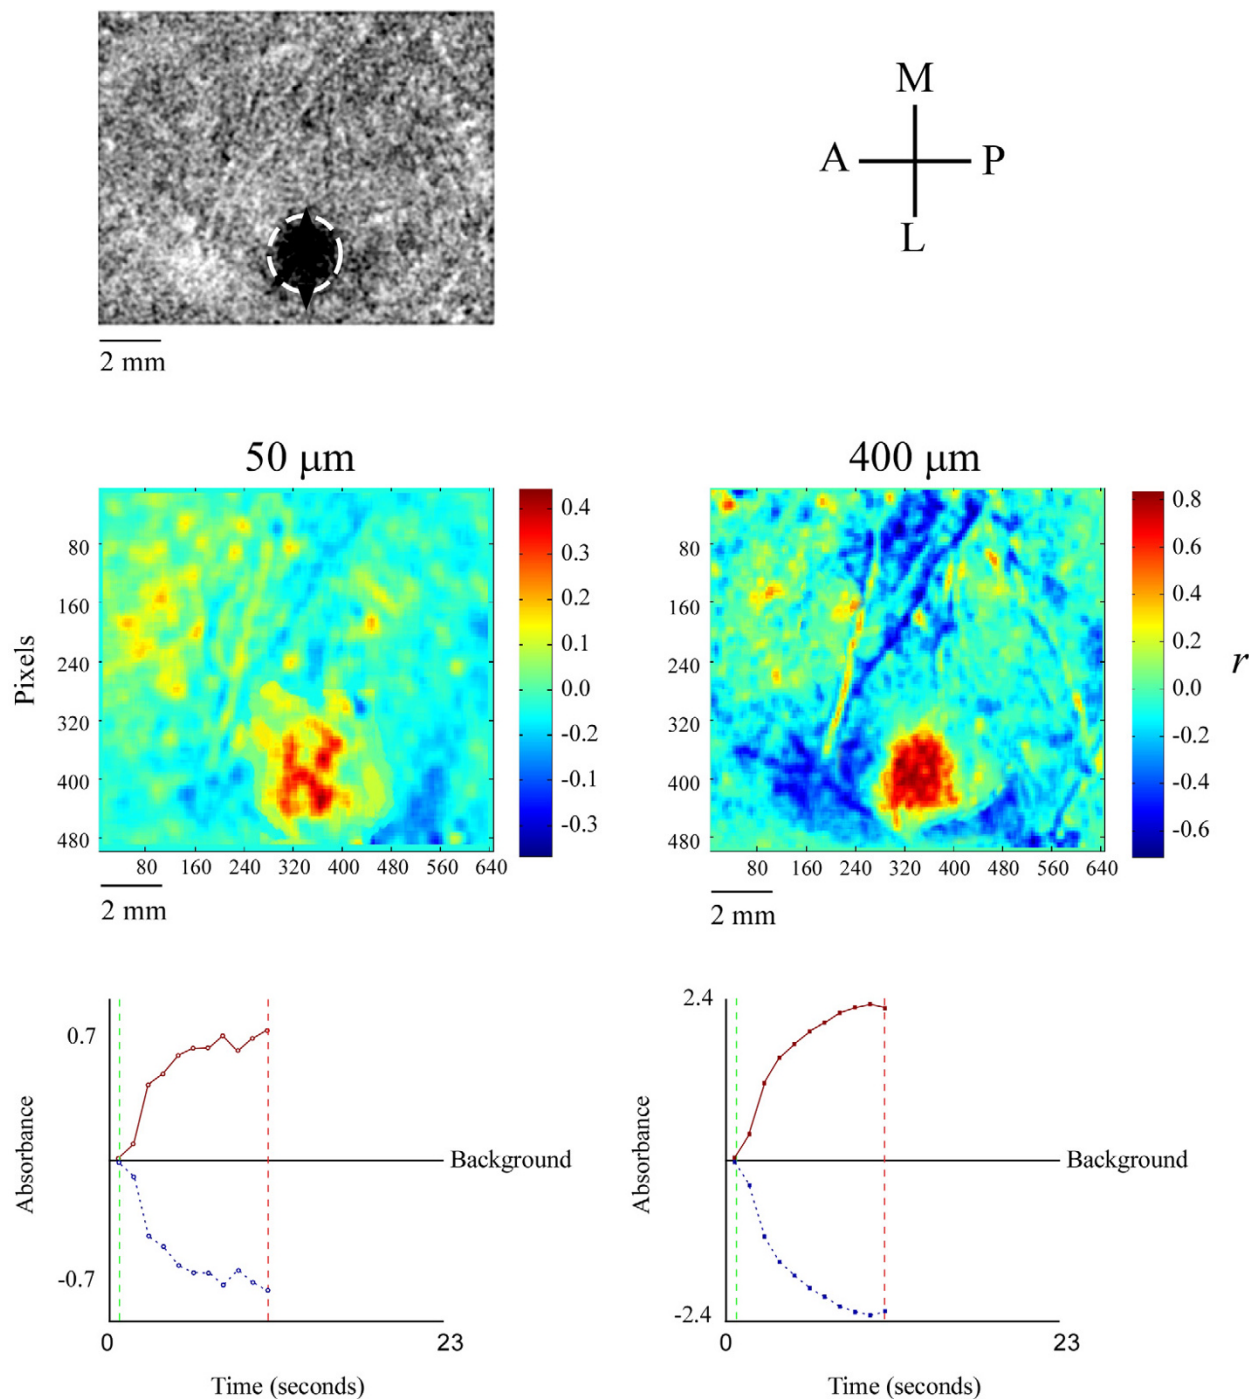 M
A P
L
2 mm
50 μm
400 μm
Pixels
80
160
240
320
400
480
80 160 240 320 400 480 560 640
2 mm
0.4
0.3
0.2
0.1
0.0
-0.2
-0.1
-0.3
80
160
240
320
400
480
80 160 240 320 400 480 560 640
2 mm
0.8
0.6
0.4
0.2
0.0
-0.2
-0.4
-0.6
r
Absorbance
0.7
-0.7
Background
0 23
Time (seconds)
Absorbance
2.4
-2.4
Background
0 23
Time (seconds)